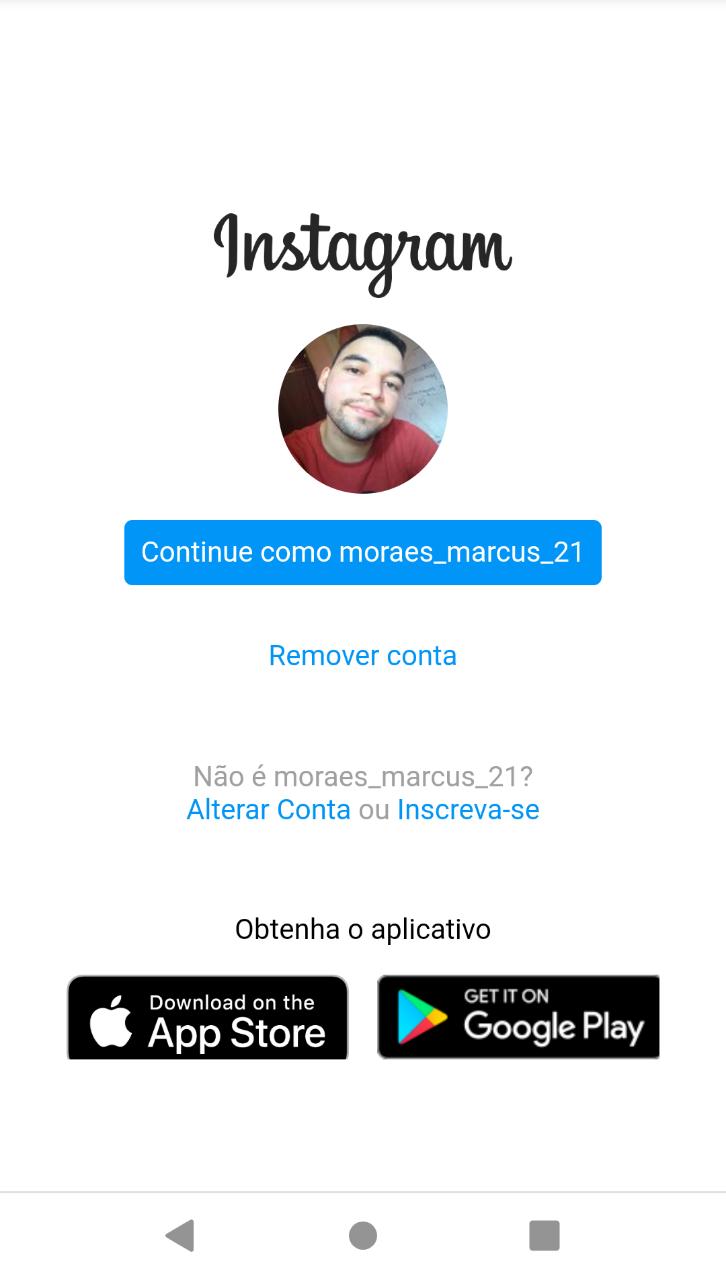 Instagram
Continue como moraes_marcus_21
Remover conta
Não é moraes_marcus_21?
Alterar Conta ou Inscreva-se
Obtenha o aplicativo
Download on the
App Store
GET IT ON
Google Play